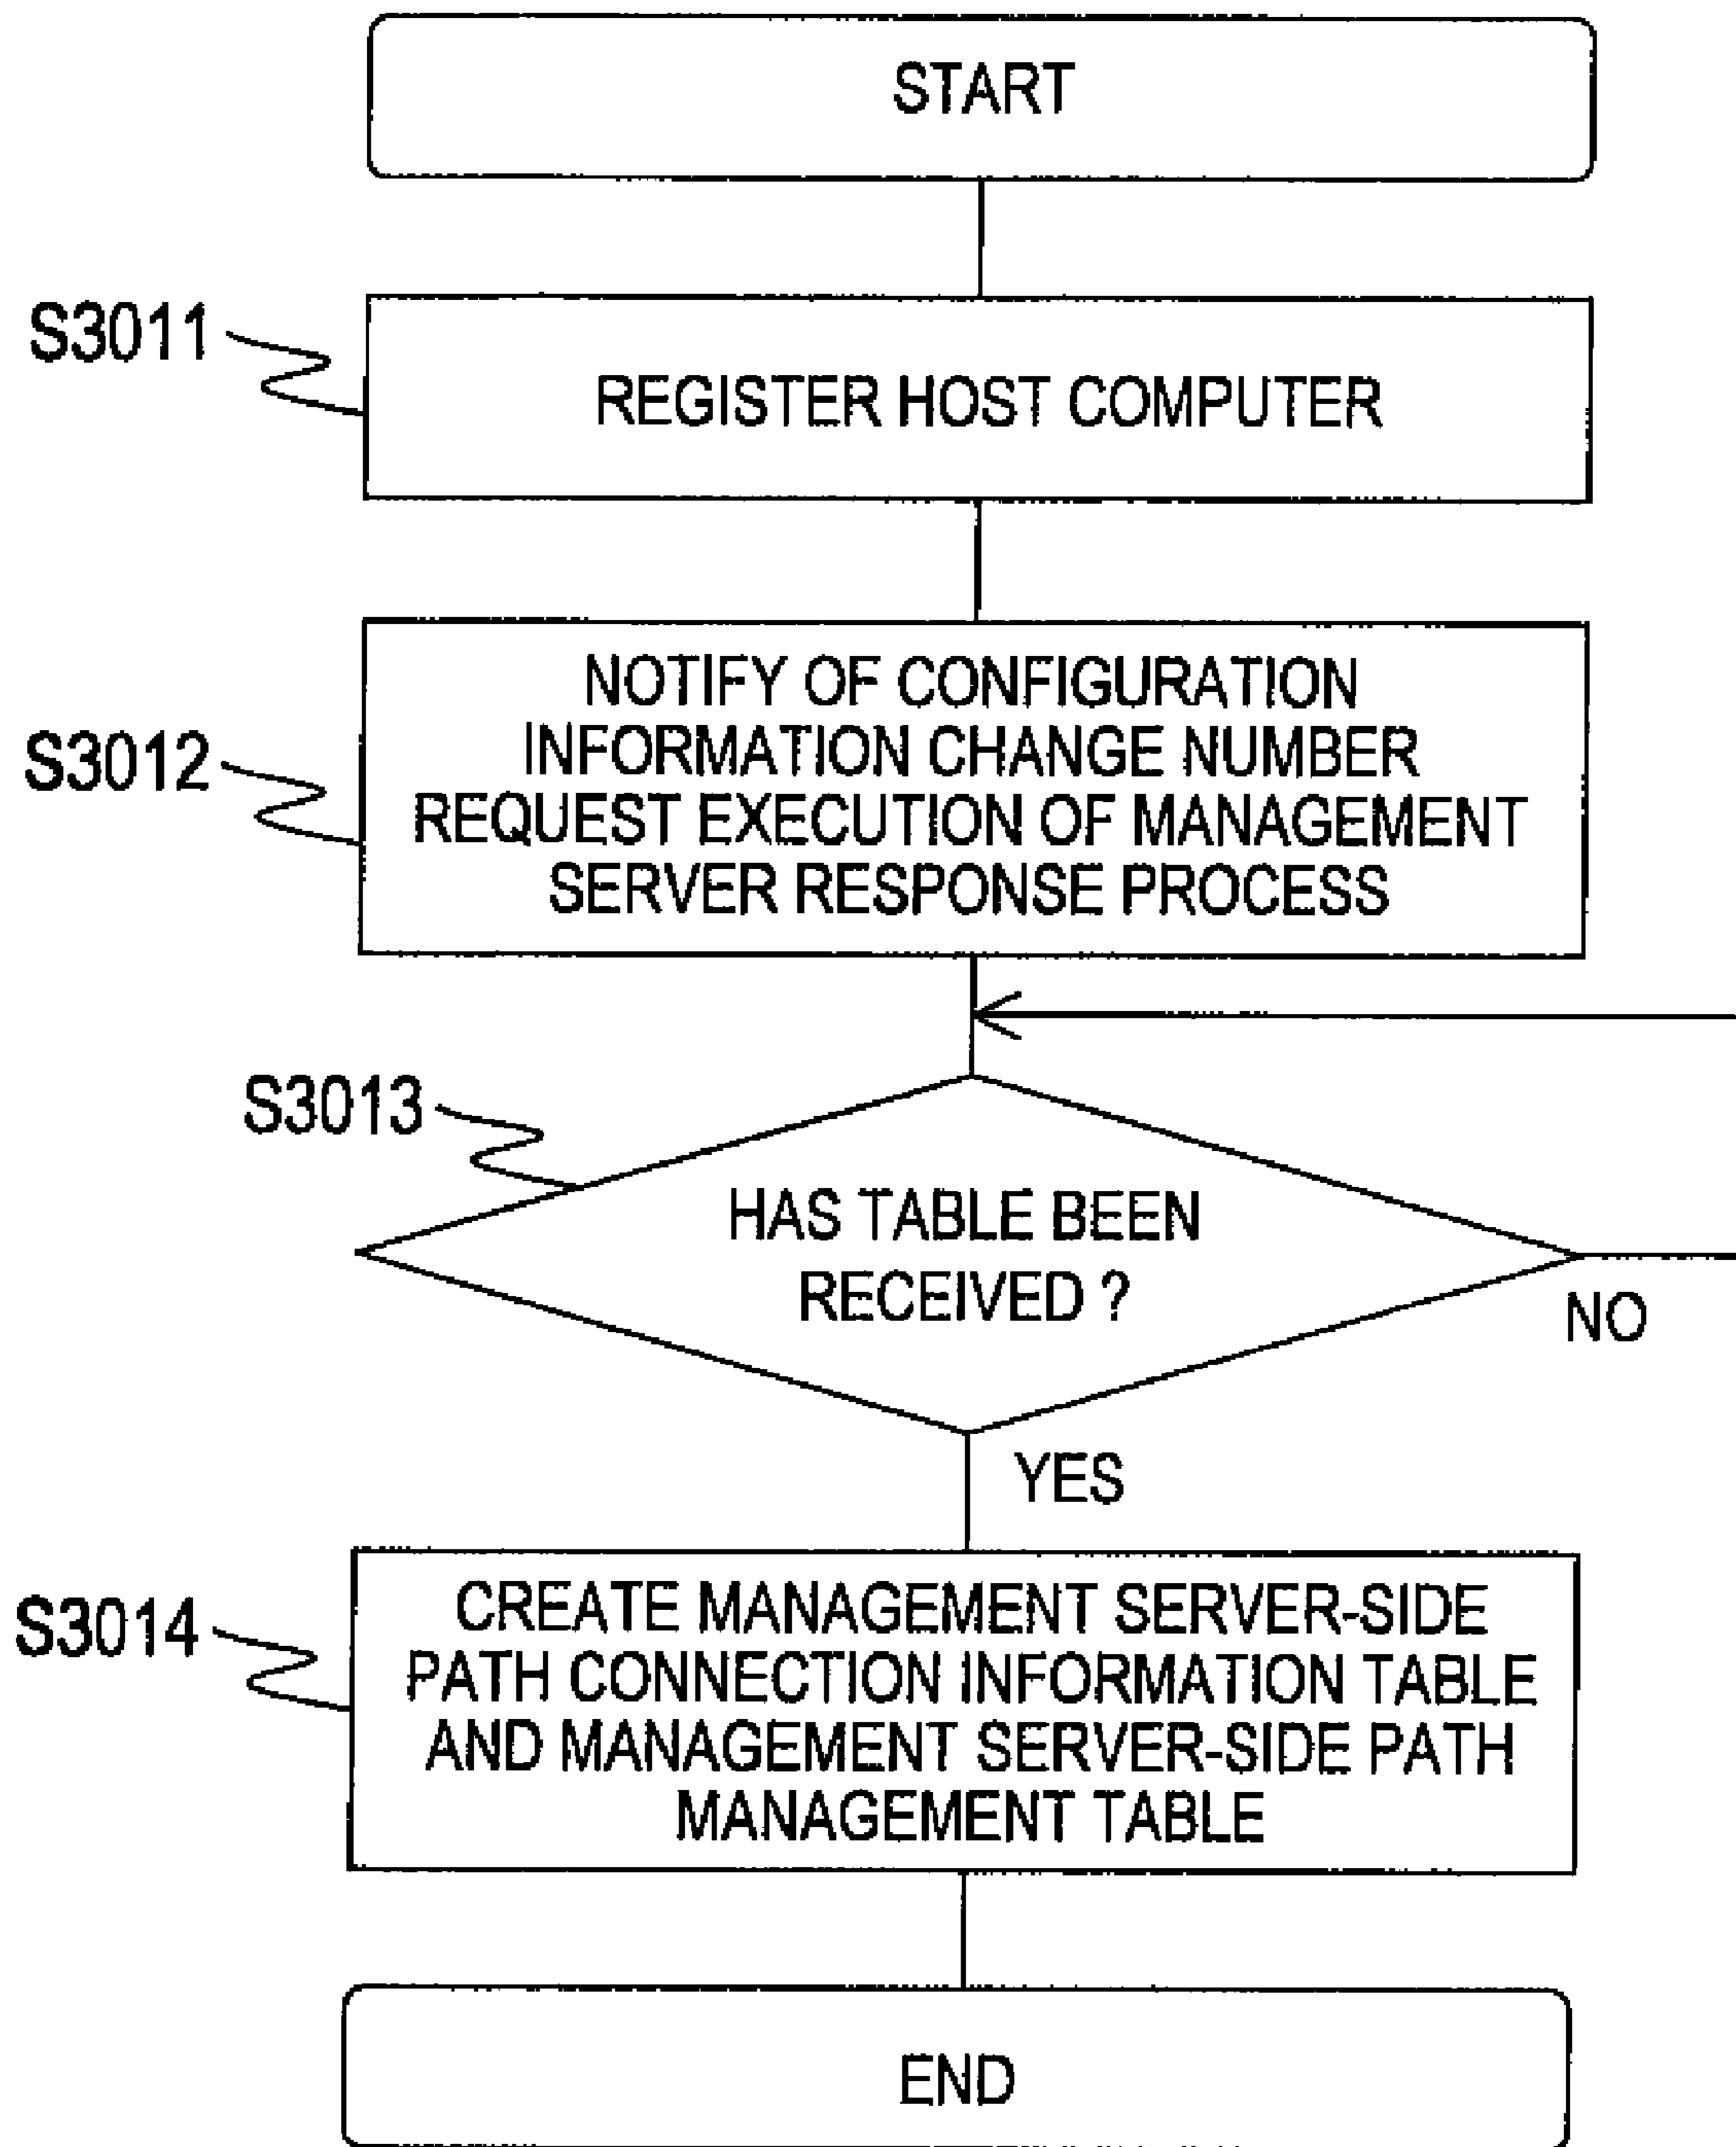 START
S3011
REGISTER HOST COMPUTER
S3012
NOTIFY OF CONFIGURATION
INFORMATION CHANGE NUMBER
REQUEST EXECUTION OF MANAGEMENT
SERVER RESPONSE PROCESS
S3013
HAS TABLE BEEN
RECEIVED ?
NO
YES
S3014
CREATE MANAGEMENT SERVER-SIDE
PATH CONNECTION INFORMATION TABLE
AND MANAGEMENT SERVER-SIDE PATH
MANAGEMENT TABLE
END